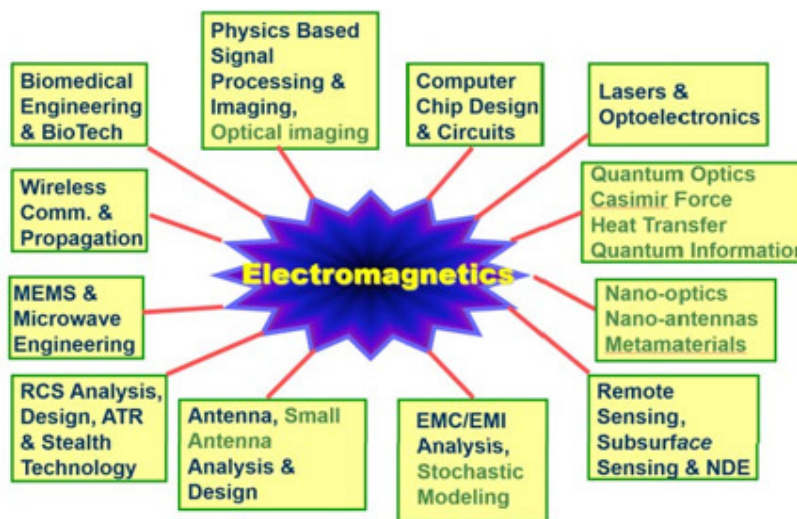 Biomedical
Engineering
& BioTech
Physics Based
Signal
Processing &
Imaging,
Optical imaging
Computer
Chip Design
& Circuits
Lasers &
Optoelectronics
Wireless
Comm. &
Propagation
Quantum Optics
Casimir Force
Heat Transfer
Quantum Information
Electromagnetics
MEMS &
Microwave
Engineering
Nano-optics
Nano-antennas
Metamaterials
RCS Analysis,
Design, ATR
& Stealth
Technology
Antenna, Small
Antenna
Analysis &
Design
EMC/EMI
Analysis,
Stochastic
Modeling
Remote
Sensing,
Subsurface
Sensing & NDE